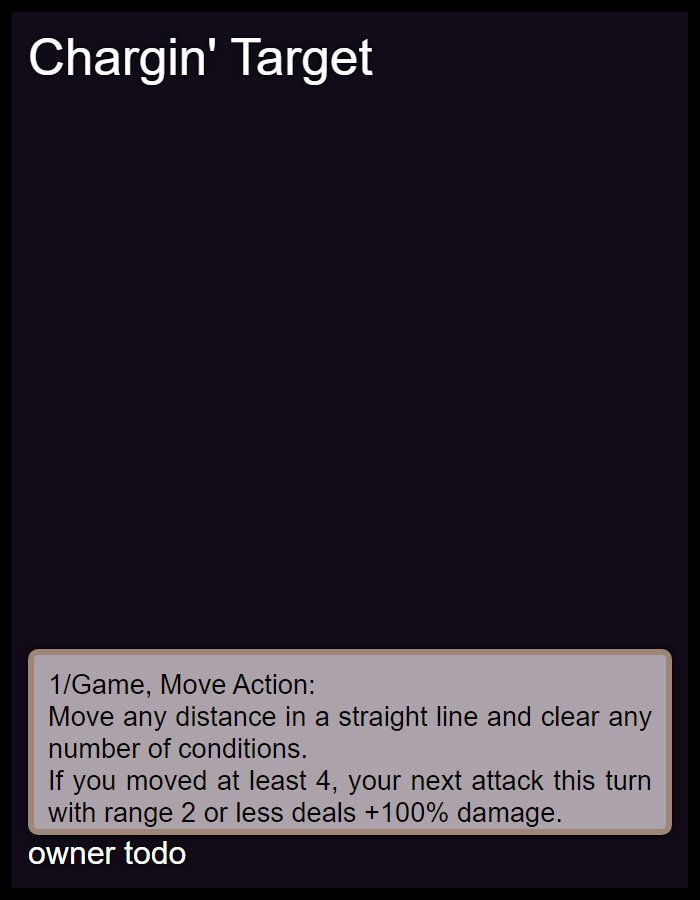 Chargin' Target
1/Game, Move Action:
Move any distance in a straight line and clear any
number of conditions.
If you moved at least 4, your next attack this turn
with range 2 or less deals +100% damage.
owner todo